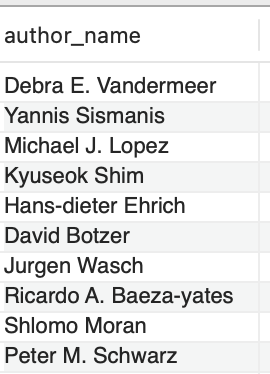 author_name
Debra E. Vandermeer
Yannis Sismanis
Michael J. Lopez
Kyuseok Shim
Hans-dieter Ehrich
David Botzer
Jurgen Wasch
Ricardo A. Baeza-yates
Shlomo Moran
Peter M. Schwarz